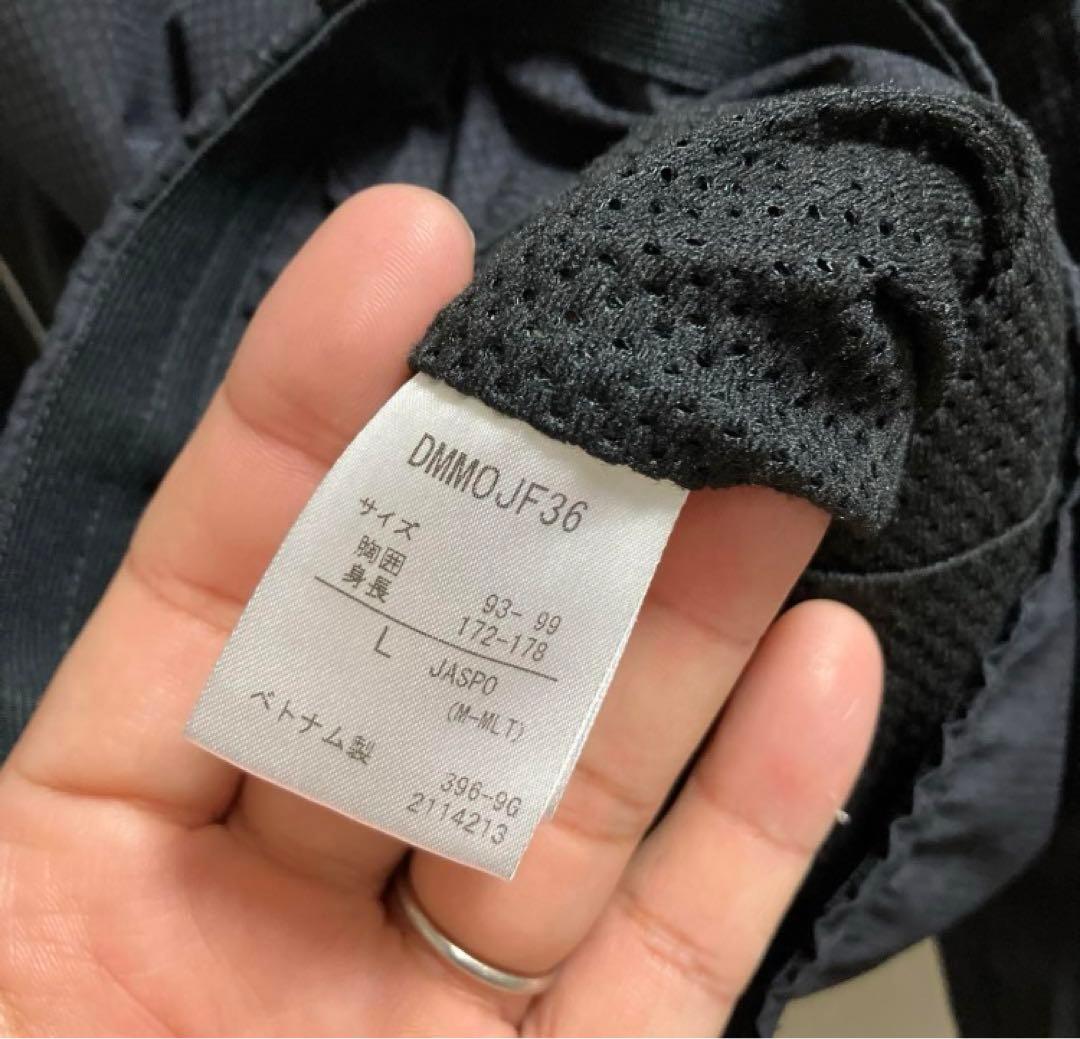 DMMOJF36
サイズ
胸囲 93- 99
身長 172-178
L JASPO
(M-MLT)
ベトナム製
396-9G
2114213